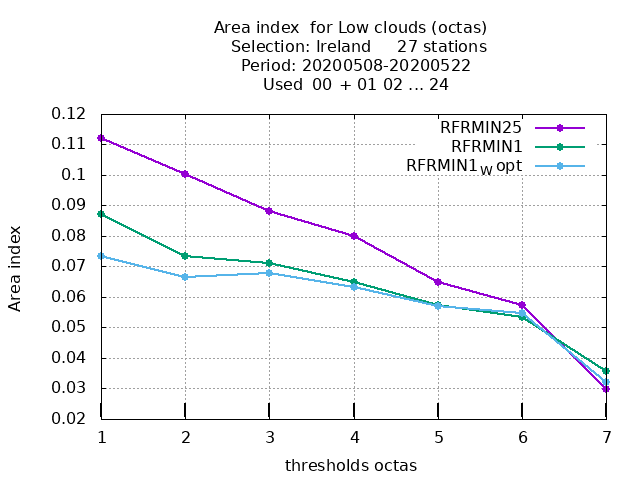 Area index  for Low clouds (octas)
Selection: Ireland     27 stations
Period: 20200508-20200522
Used  00 + 01 02 ... 24
RFRMIN25
RFRMIN1
RFRMIN1W opt
0.12
0.11
0.1
0.09
0.08
0.07
0.06
0.05
0.04
0.03
0.02
Area index
1 2 3 4 5 6 7
thresholds octas